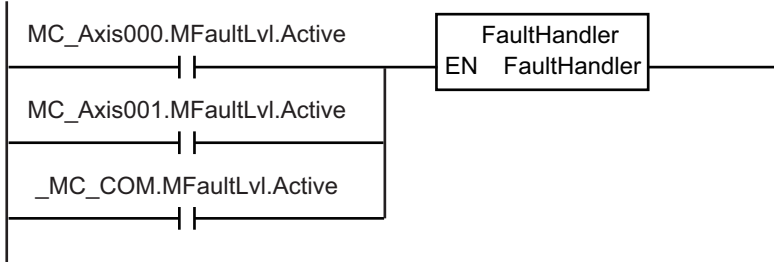 MC_Axis000.MFaultLvl.Active
FaultHandler
EN FaultHandler
MC_Axis001.MFaultLvl.Active
_MC_COM.MFaultLvl.Active